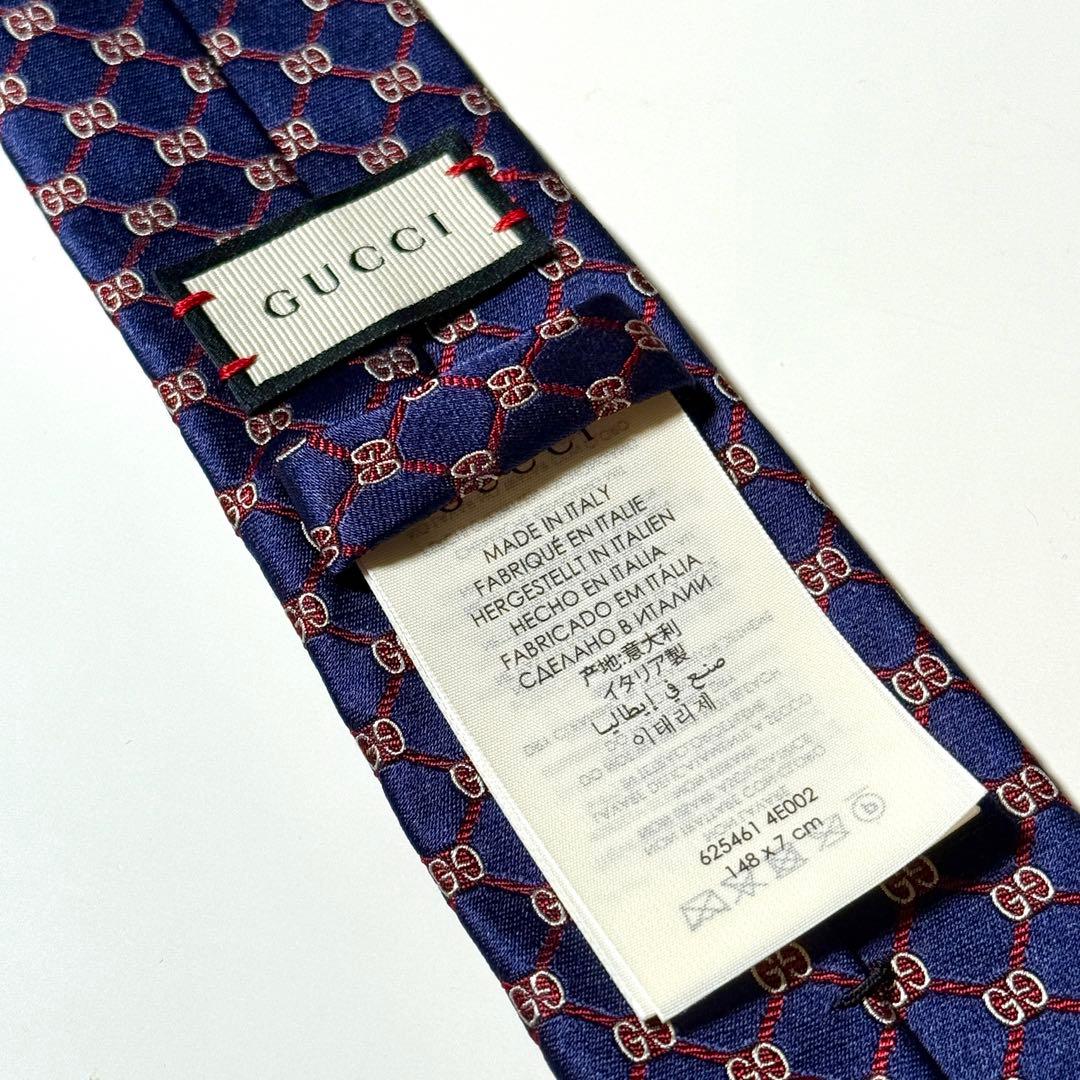 GUCCI
GUCCI
MADE IN ITALY
FABRIQUÉ EN ITALIE
HERGESTELLT IN ITALIEN
HECHO EN ITALIA
FABRICADO EM ITÁLIA
СДЕЛАНО В ИТАЛИИ
产地:意大利
イタリア製
صنع في إيطاليا
이태리제
625461 4E002
148 x 7 cm